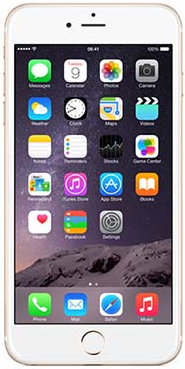 09:41 100%
Tuesday
9
Messages Calendar Photos Camera
Weather Clock Maps Videos
Notes Reminders Stocks Game Center
Newsstand iTunes Store App Store iBooks
Health Passbook Settings
Phone Mail Safari Music